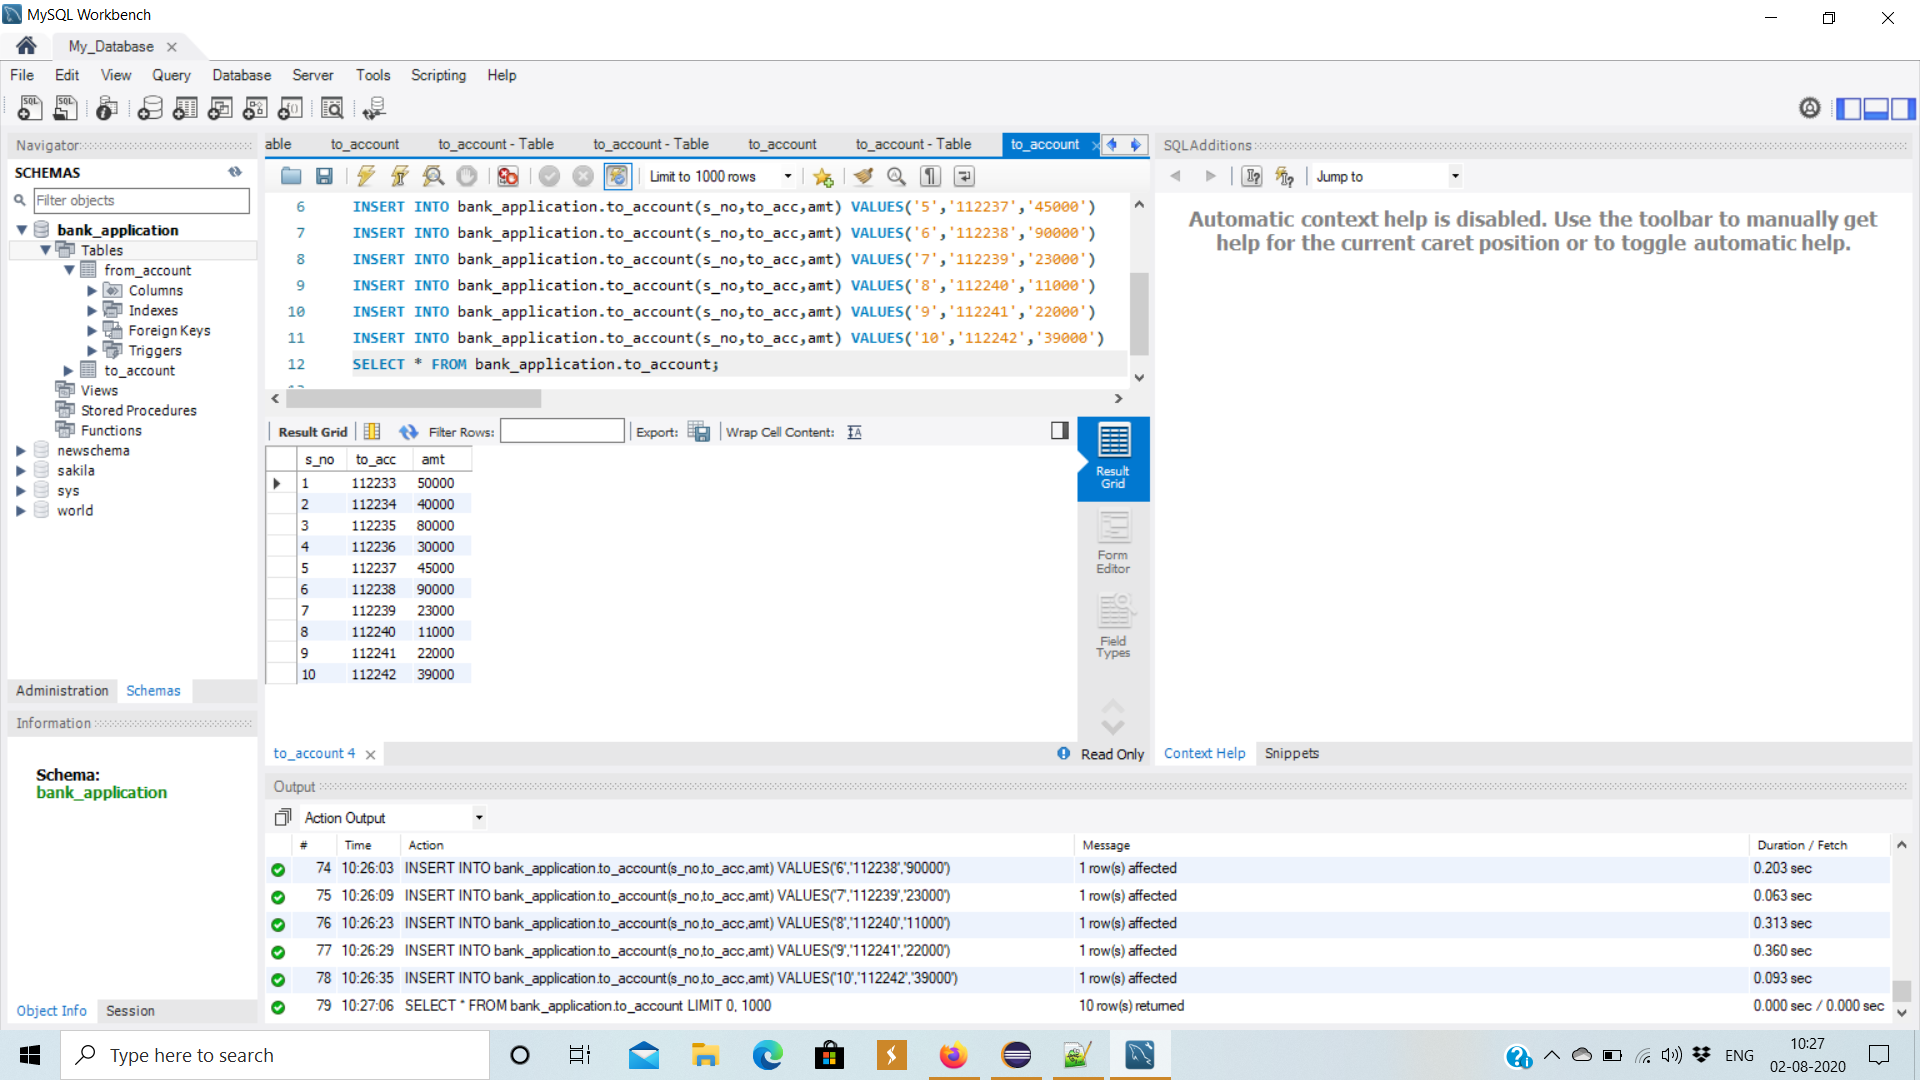 MySQL Workbench
My_Database
File Edit View Query Database Server Tools Scripting Help
Navigator
SCHEMAS
Filter objects
bank_application
Tables
from_account
Columns
Indexes
Foreign Keys
Triggers
to_account
Views
Stored Procedures
Functions
newschema
sakila
sys
world
Administration Schemas
Information
Schema:
bank_application
Object Info Session
able to_account to_account - Table to_account - Table to_account to_account - Table to_account
Limit to 1000 rows
6 INSERT INTO bank_application.to_account(s_no,to_acc,amt) VALUES('5','112237','45000')
7 INSERT INTO bank_application.to_account(s_no,to_acc,amt) VALUES('6','112238','90000')
8 INSERT INTO bank_application.to_account(s_no,to_acc,amt) VALUES('7','112239','23000')
9 INSERT INTO bank_application.to_account(s_no,to_acc,amt) VALUES('8','112240','11000')
10 INSERT INTO bank_application.to_account(s_no,to_acc,amt) VALUES('9','112241','22000')
11 INSERT INTO bank_application.to_account(s_no,to_acc,amt) VALUES('10','112242','39000')
12 SELECT * FROM bank_application.to_account;
Result Grid Filter Rows: Export: Wrap Cell Content:
s_no to_acc amt
1 112233 50000
2 112234 40000
3 112235 80000
4 112236 30000
5 112237 45000
6 112238 90000
7 112239 23000
8 112240 11000
9 112241 22000
10 112242 39000
Result
Grid
Form
Editor
Field
Types
to_account 4
Read Only
SQLAdditions
Jump to
Automatic context help is disabled. Use the toolbar to manually get
help for the current caret position or to toggle automatic help.
Context Help Snippets
Output
Action Output
# Time Action Message Duration / Fetch
74 10:26:03 INSERT INTO bank_application.to_account(s_no,to_acc,amt) VALUES('6','112238','90000') 1 row(s) affected 0.203 sec
75 10:26:09 INSERT INTO bank_application.to_account(s_no,to_acc,amt) VALUES('7','112239','23000') 1 row(s) affected 0.063 sec
76 10:26:23 INSERT INTO bank_application.to_account(s_no,to_acc,amt) VALUES('8','112240','11000') 1 row(s) affected 0.313 sec
77 10:26:29 INSERT INTO bank_application.to_account(s_no,to_acc,amt) VALUES('9','112241','22000') 1 row(s) affected 0.360 sec
78 10:26:35 INSERT INTO bank_application.to_account(s_no,to_acc,amt) VALUES('10','112242','39000') 1 row(s) affected 0.093 sec
79 10:27:06 SELECT * FROM bank_application.to_account LIMIT 0, 1000 10 row(s) returned 0.000 sec / 0.000 sec
Type here to search
ENG
10:27
02-08-2020